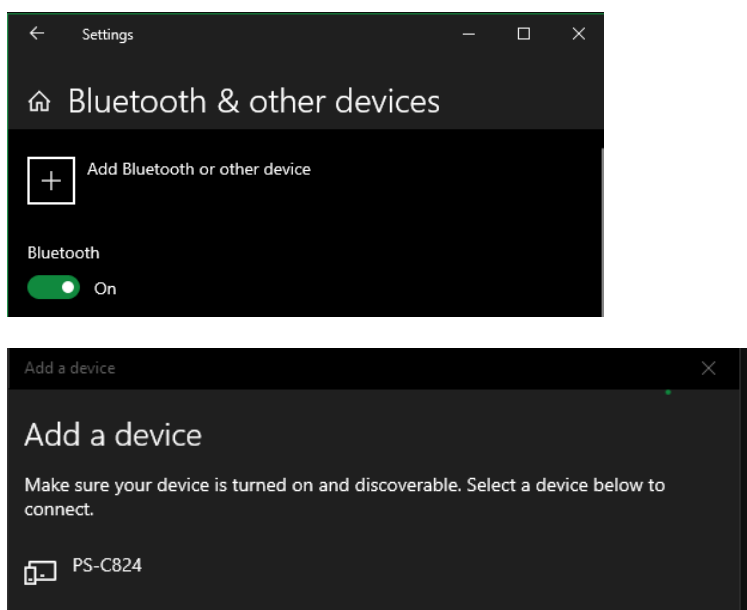 Settings
Bluetooth & other devices
Add Bluetooth or other device
Bluetooth
On
Add a device
Add a device
Make sure your device is turned on and discoverable. Select a device below to
connect.
PS-C824